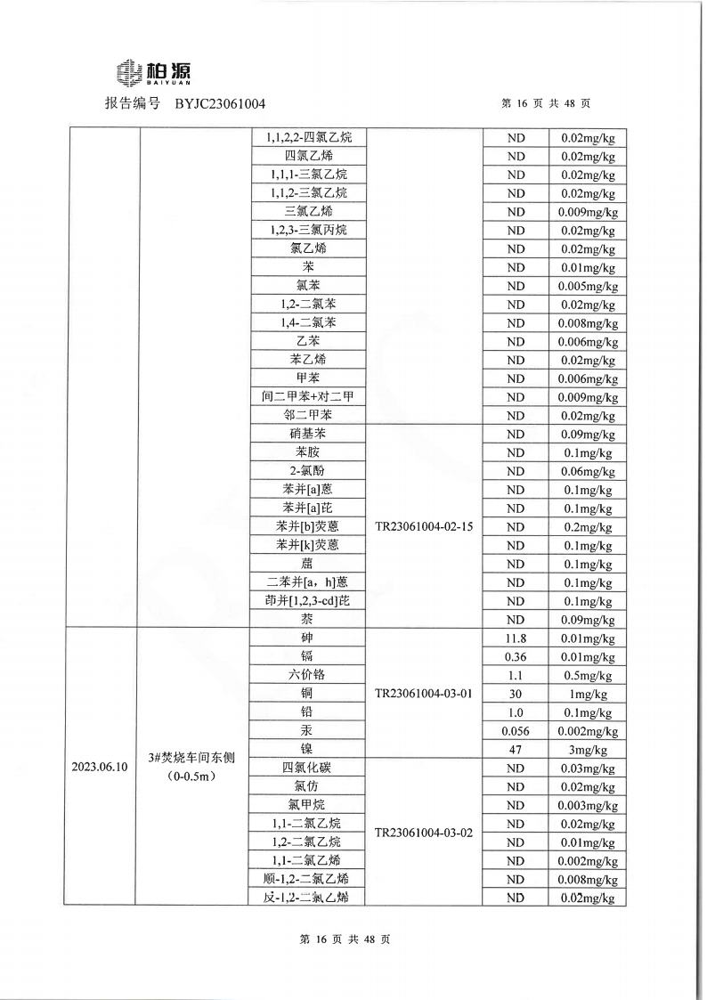 柏源
BAIYUAN
报告编号 BYJC23061004
第 16 页 共 48 页
1,1,2,2-四氯乙烷 ND 0.02mg/kg
四氯乙烯 ND 0.02mg/kg
1,1,1-三氯乙烷 ND 0.02mg/kg
1,1,2-三氯乙烷 ND 0.02mg/kg
三氯乙烯 ND 0.009mg/kg
1,2,3-三氯丙烷 ND 0.02mg/kg
氯乙烯 ND 0.02mg/kg
苯 ND 0.01mg/kg
氯苯 ND 0.005mg/kg
1,2-二氯苯 ND 0.02mg/kg
1,4-二氯苯 ND 0.008mg/kg
乙苯 ND 0.006mg/kg
苯乙烯 ND 0.02mg/kg
甲苯 ND 0.006mg/kg
间二甲苯+对二甲 ND 0.009mg/kg
邻二甲苯 ND 0.02mg/kg
硝基苯 ND 0.09mg/kg
苯胺 ND 0.1mg/kg
2-氯酚 ND 0.06mg/kg
苯并[a]蒽 ND 0.1mg/kg
苯并[a]芘 ND 0.1mg/kg
苯并[b]荧蒽 TR23061004-02-15 ND 0.2mg/kg
苯并[k]荧蒽 ND 0.1mg/kg
䓛 ND 0.1mg/kg
二苯并[a，h]蒽 ND 0.1mg/kg
茚并[1,2,3-cd]芘 ND 0.1mg/kg
萘 ND 0.09mg/kg
砷 11.8 0.01mg/kg
镉 0.36 0.01mg/kg
六价铬 1.1 0.5mg/kg
铜 TR23061004-03-01 30 1mg/kg
铅 1.0 0.1mg/kg
汞 0.056 0.002mg/kg
镍 47 3mg/kg
2023.06.10
3#焚烧车间东侧
（0-0.5m）
四氯化碳 ND 0.03mg/kg
氯仿 ND 0.02mg/kg
氯甲烷 ND 0.003mg/kg
1,1-二氯乙烷 ND 0.02mg/kg
TR23061004-03-02
1,2-二氯乙烷 ND 0.01mg/kg
1,1-二氯乙烯 ND 0.002mg/kg
顺-1,2-二氯乙烯 ND 0.008mg/kg
反-1,2-二氯乙烯 ND 0.02mg/kg
第 16 页 共 48 页